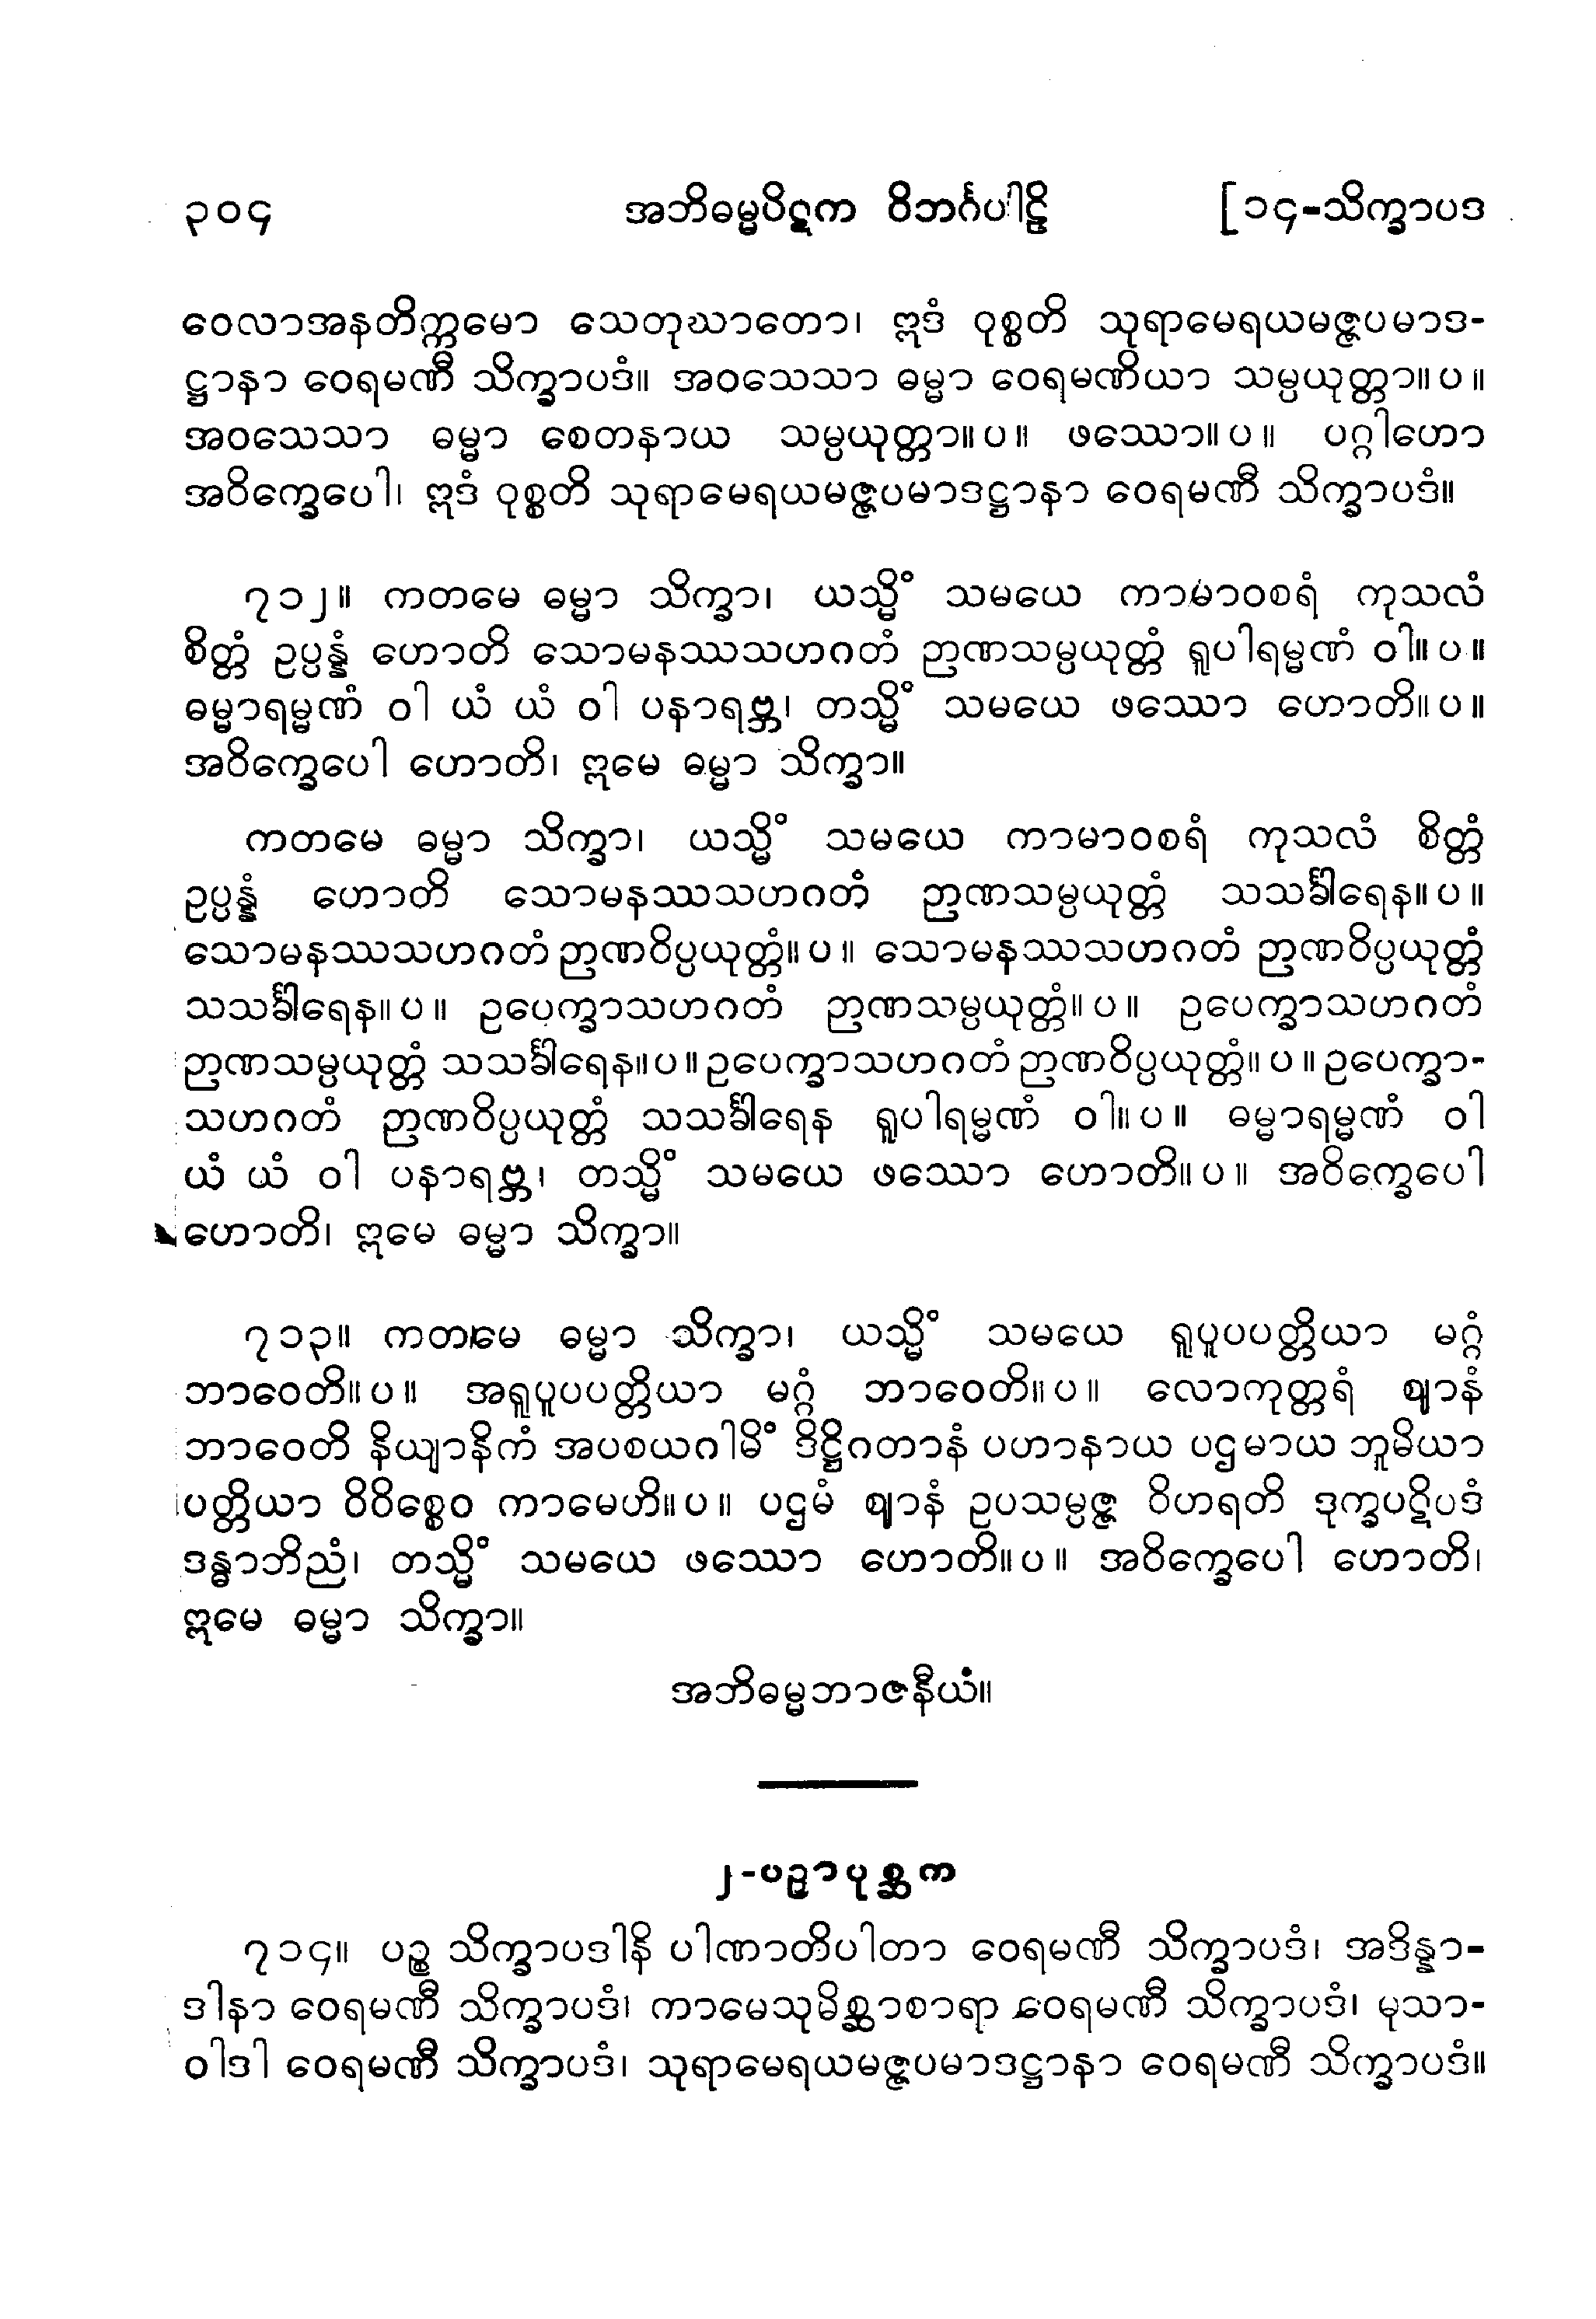 ၃၀၄ အဘိဓမ္မပိဋက ဝိဘင်္ဂပါဠိ [၁၄-သိက္ခာပဒ
ဝေလာအနတိက္ကမော သေတုဃာတော၊ ဣဒံ ဝုစ္စတိ သုရာမေရယမဇ္ဇပမာဒ-
ဋ္ဌာနာ ဝေရမဏီ သိက္ခာပဒံ။ အဝသေသာ ဓမ္မာ ဝေရမဏိယာ သမ္ပယုတ္တာ။ပ။
အဝသေသာ ဓမ္မာ စေတနာယ သမ္ပယုတ္တာ။ပ။ ဖဿော။ပ။ ပဂ္ဂါဟော
အဝိက္ခေပေါ၊ ဣဒံ ဝုစ္စတိ သုရာမေရယမဇ္ဇပမာဒဋ္ဌာနာ ဝေရမဏီ သိက္ခာပဒံ။
၇၁၂။ ကတမေ ဓမ္မာ သိက္ခာ၊ ယသ္မိံ သမယေ ကာမာဝစရံ ကုသလံ
စိတ္တံ ဥပ္ပန္နံ ဟောတိ သောမနဿသဟဂတံ ဉာဏသမ္ပယုတ္တံ ရူပါရမ္မဏံ ဝါ။ပ။
ဓမ္မာရမ္မဏံ ဝါ ယံ ယံ ဝါ ပနာရဗ္ဘ၊ တသ္မိံ သမယေ ဖဿော ဟောတိ။ပ။
အဝိက္ခေပေါ ဟောတိ၊ ဣမေ ဓမ္မာ သိက္ခာ။
ကတမေ ဓမ္မာ သိက္ခာ၊ ယသ္မိံ သမယေ ကာမာဝစရံ ကုသလံ စိတ္တံ
ဥပ္ပန္နံ ဟောတိ သောမနဿသဟဂတံ ဉာဏသမ္ပယုတ္တံ သသင်္ခါရေန။ပ။
သောမနဿသဟဂတံ ဉာဏဝိပ္ပယုတ္တံ။ပ။ သောမနဿသဟဂတံ ဉာဏဝိပ္ပယုတ္တံ
သသင်္ခါရေန။ပ။ ဥပေက္ခာသဟဂတံ ဉာဏသမ္ပယုတ္တံ။ပ။ ဥပေက္ခာသဟဂတံ
ဉာဏသမ္ပယုတ္တံ သသင်္ခါရေန။ပ။ ဥပေက္ခာသဟဂတံ ဉာဏဝိပ္ပယုတ္တံ။ပ။ ဥပေက္ခာ-
သဟဂတံ ဉာဏဝိပ္ပယုတ္တံ သသင်္ခါရေန ရူပါရမ္မဏံ ဝါ။ပ။ ဓမ္မာရမ္မဏံ ဝါ
ယံ ယံ ဝါ ပနာရဗ္ဘ၊ တသ္မိံ သမယေ ဖဿော ဟောတိ။ပ။ အဝိက္ခေပေါ
ဟောတိ၊ ဣမေ ဓမ္မာ သိက္ခာ။
၇၁၃။ ကတမေ ဓမ္မာ သိက္ခာ၊ ယသ္မိံ သမယေ ရူပူပပတ္တိယာ မဂ္ဂံ
ဘာဝေတိ။ပ။ အရူပူပပတ္တိယာ မဂ္ဂံ ဘာဝေတိ။ပ။ လောကုတ္တရံ ဈာနံ
ဘာဝေတိ နိယျာနိကံ အပစယဂါမိံ ဒိဋ္ဌိဂတာနံ ပဟာနာယ ပဌမာယ ဘူမိယာ
ပတ္တိယာ ဝိဝိစ္စေဝ ကာမေဟိ။ပ။ ပဌမံ ဈာနံ ဥပသမ္ပဇ္ဇ ဝိဟရတိ ဒုက္ခပဋိပဒံ
ဒန္ဓာဘိညံ၊ တသ္မိံ သမယေ ဖဿော ဟောတိ။ပ။ အဝိက္ခေပေါ ဟောတိ၊
ဣမေ ဓမ္မာ သိက္ခာ။
အဘိဓမ္မဘာဇနီယံ။
၂-ပဉှာပုစ္ဆက
၇၁၄။ ပဉ္စ သိက္ခာပဒါနိ ပါဏာတိပါတာ ဝေရမဏီ သိက္ခာပဒံ၊ အဒိန္နာ-
ဒါနာ ဝေရမဏီ သိက္ခာပဒံ၊ ကာမေသုမိစ္ဆာစာရာ ဝေရမဏီ သိက္ခာပဒံ၊ မုသာ-
ဝါဒါ ဝေရမဏီ သိက္ခာပဒံ၊ သုရာမေရယမဇ္ဇပမာဒဋ္ဌာနာ ဝေရမဏီ သိက္ခာပဒံ။